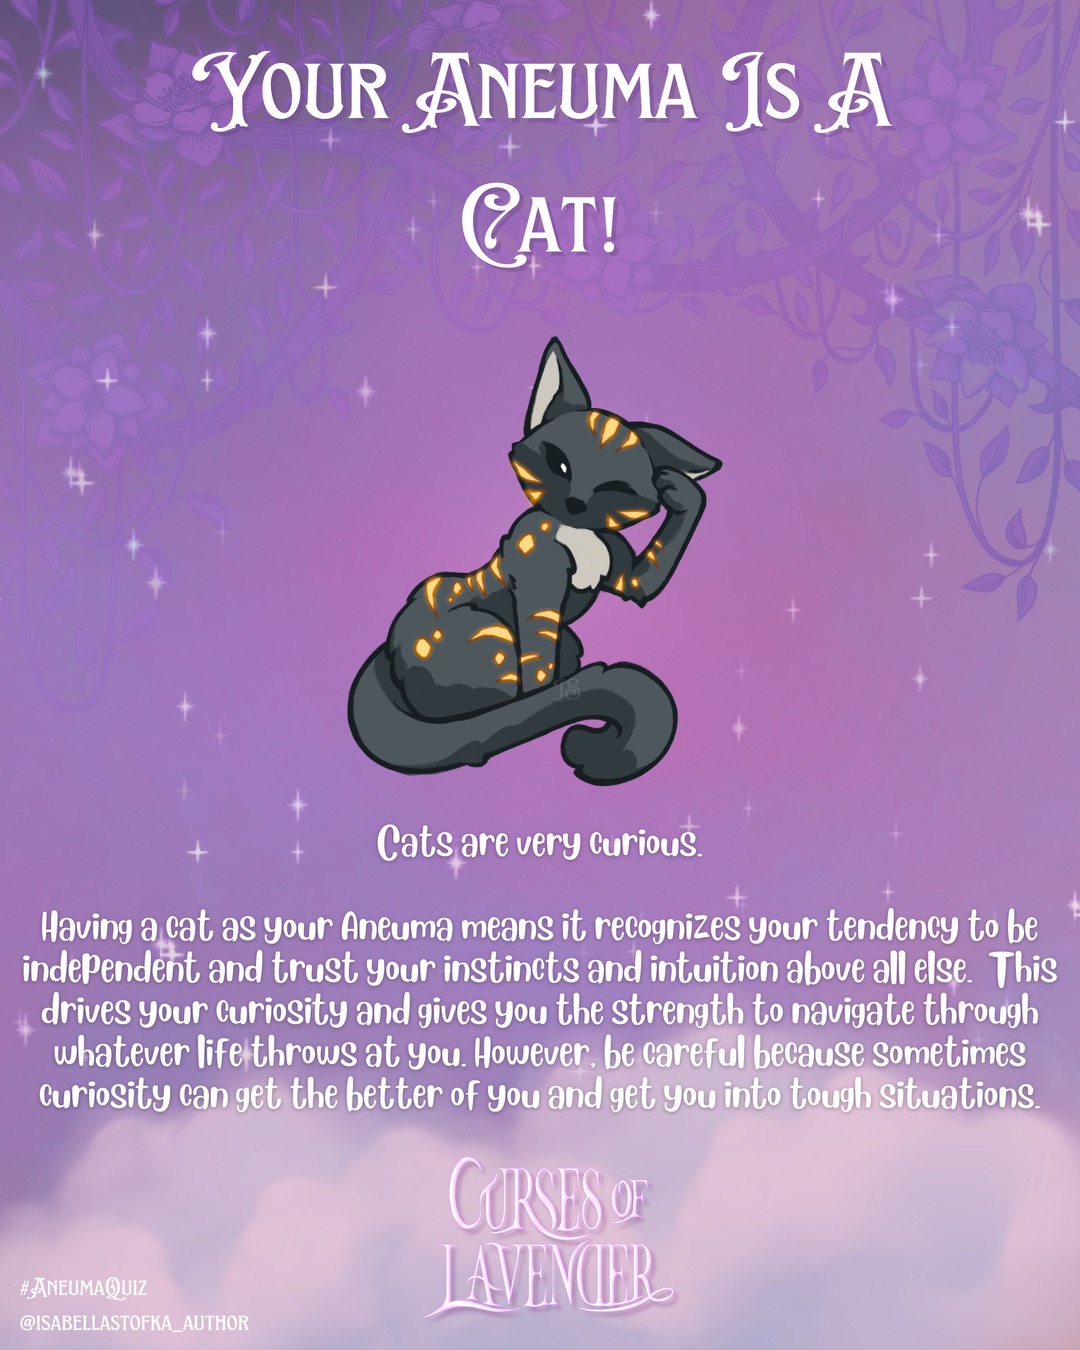 Your Aneuma Is A
Cat!
Cats are very curious.
Having a cat as your Aneuma means it recognizes your tendency to be
independent and trust your instincts and intuition above all else. This
drives your curiosity and gives you the strength to navigate through
whatever life throws at you. However, be careful because sometimes
curiosity can get the better of you and get you into tough situations.
Curses of
Lavender
#AneumaQuiz
@isabellastofka_author